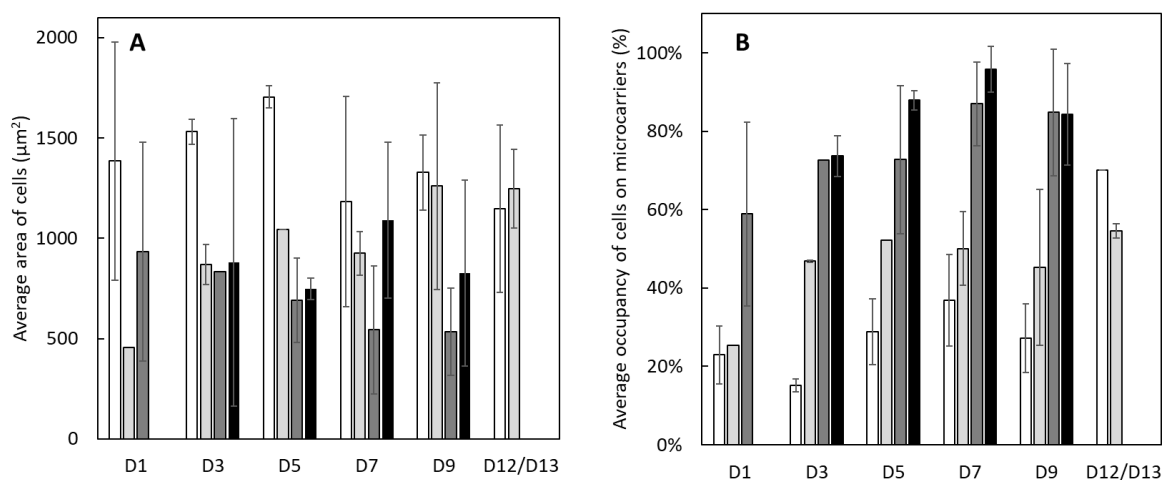 A
Average area of cells (µm²)
2000
1500
1000
500
0
D1 D3 D5 D7 D9 D12/D13
B
Average occupancy of cells on microcarriers (%)
100%
80%
60%
40%
20%
0%
D1 D3 D5 D7 D9 D12/D13